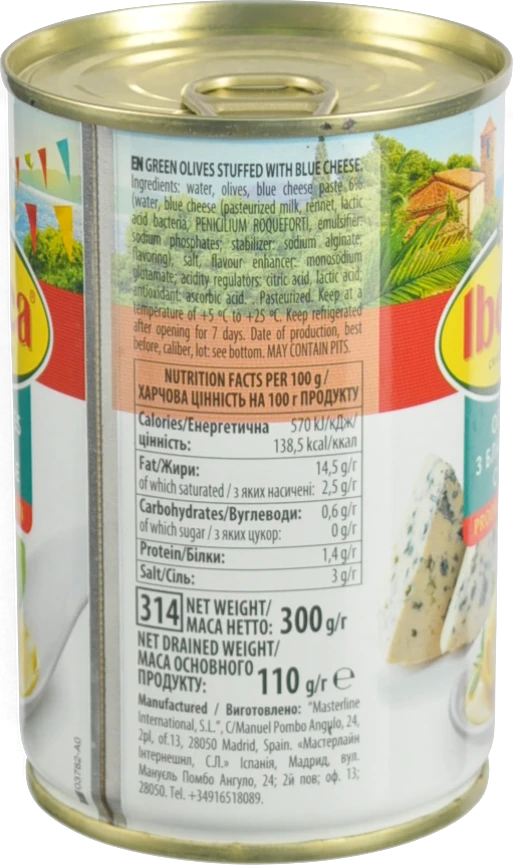 EN GREEN OLIVES STUFFED WITH BLUE CHEESE.
Ingredients: water, olives, blue cheese paste 6%
(water, blue cheese (pasteurized milk, rennet, lactic
acid bacteria, PENICILIUM ROQUEFORTI, emulsifier:
sodium phosphates; stabilizer: sodium alginate;
flavoring); salt, flavour enhancer: monosodium
glutamate; acidity regulators: citric acid, lactic acid;
antioxidant: ascorbic acid. Pasteurized. Keep at a
temperature of +5 ºC to +25 ºC. Keep refrigerated
after opening for 7 days. Date of production, best
before, caliber, lot: see bottom. MAY CONTAIN PITS.
NUTRITION FACTS PER 100 g /
ХАРЧОВА ЦІННІСТЬ НА 100 г ПРОДУКТУ
Calories/Енергетична 570 kJ/кДж/
цінність: 138,5 kcal/ккал
Fat/Жири: 14,5 g/г
of which saturated / з яких насичені: 2,5 g/г
Carbohydrates/Вуглеводи: 0,6 g/г
of which sugar / з яких цукор: 0 g/г
Protein/Білки: 1,4 g/г
Salt/Сіль: 3 g/г
314 NET WEIGHT/
МАСА НЕТТО: 300 g/г
NET DRAINED WEIGHT/
МАСА ОСНОВНОГО
ПРОДУКТУ: 110 g/г ℮
Manufactured / Виготовлено: "Masterline
International, S.L.", C/Manuel Pombo Angulo, 24,
2pl, of.13, 28050 Madrid, Spain. «Мастерлайн
Інтернешнл, С.Л.» Іспанія, Мадрид, вул.
Мануель Помбо Ангуло, 24; 2й пов; оф. 13;
28050. Tel. +34916518089.
03782-A0